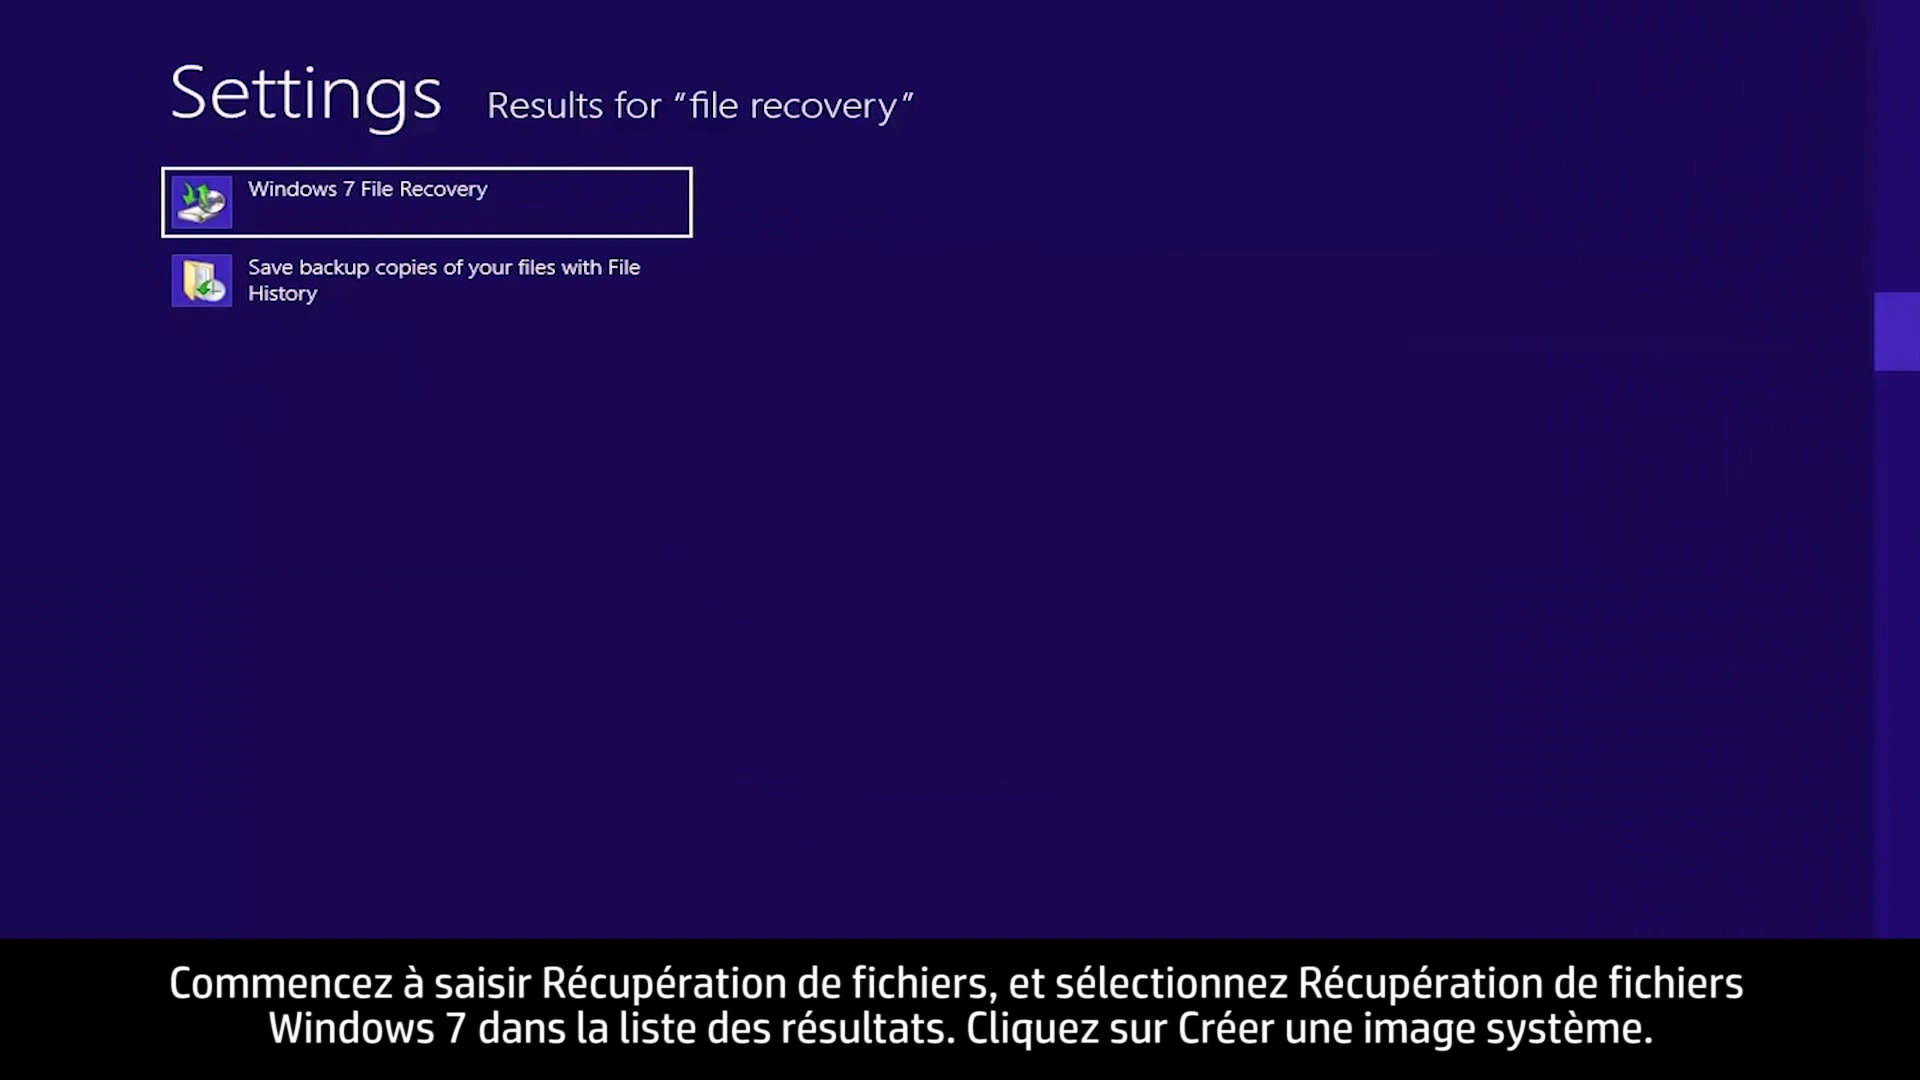 Settings Results for “file recovery”
Windows 7 File Recovery
Save backup copies of your files with File
History
Commencez à saisir Récupération de fichiers, et sélectionnez Récupération de fichiers
Windows 7 dans la liste des résultats. Cliquez sur Créer une image système.